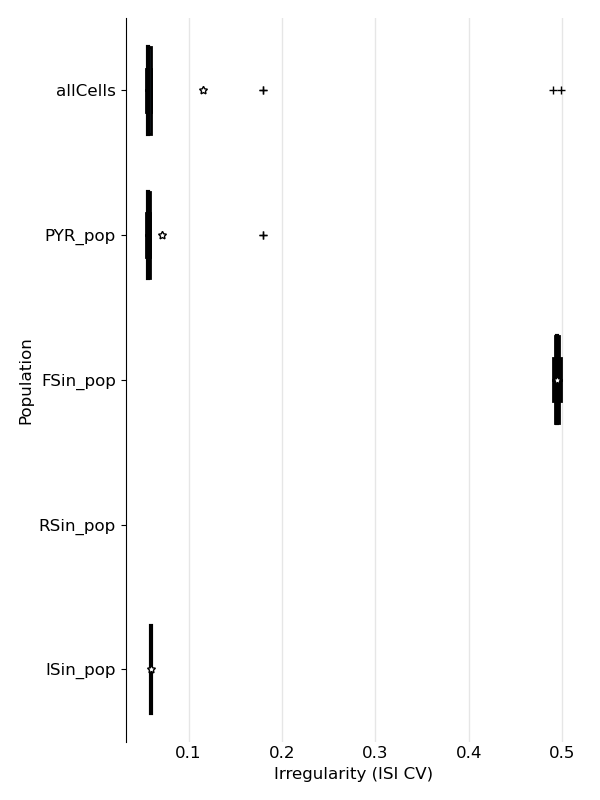 allCells
PYR_pop
FSin_pop
RSin_pop
ISin_pop
Population
0.1 0.2 0.3 0.4 0.5
Irregularity (ISI CV)